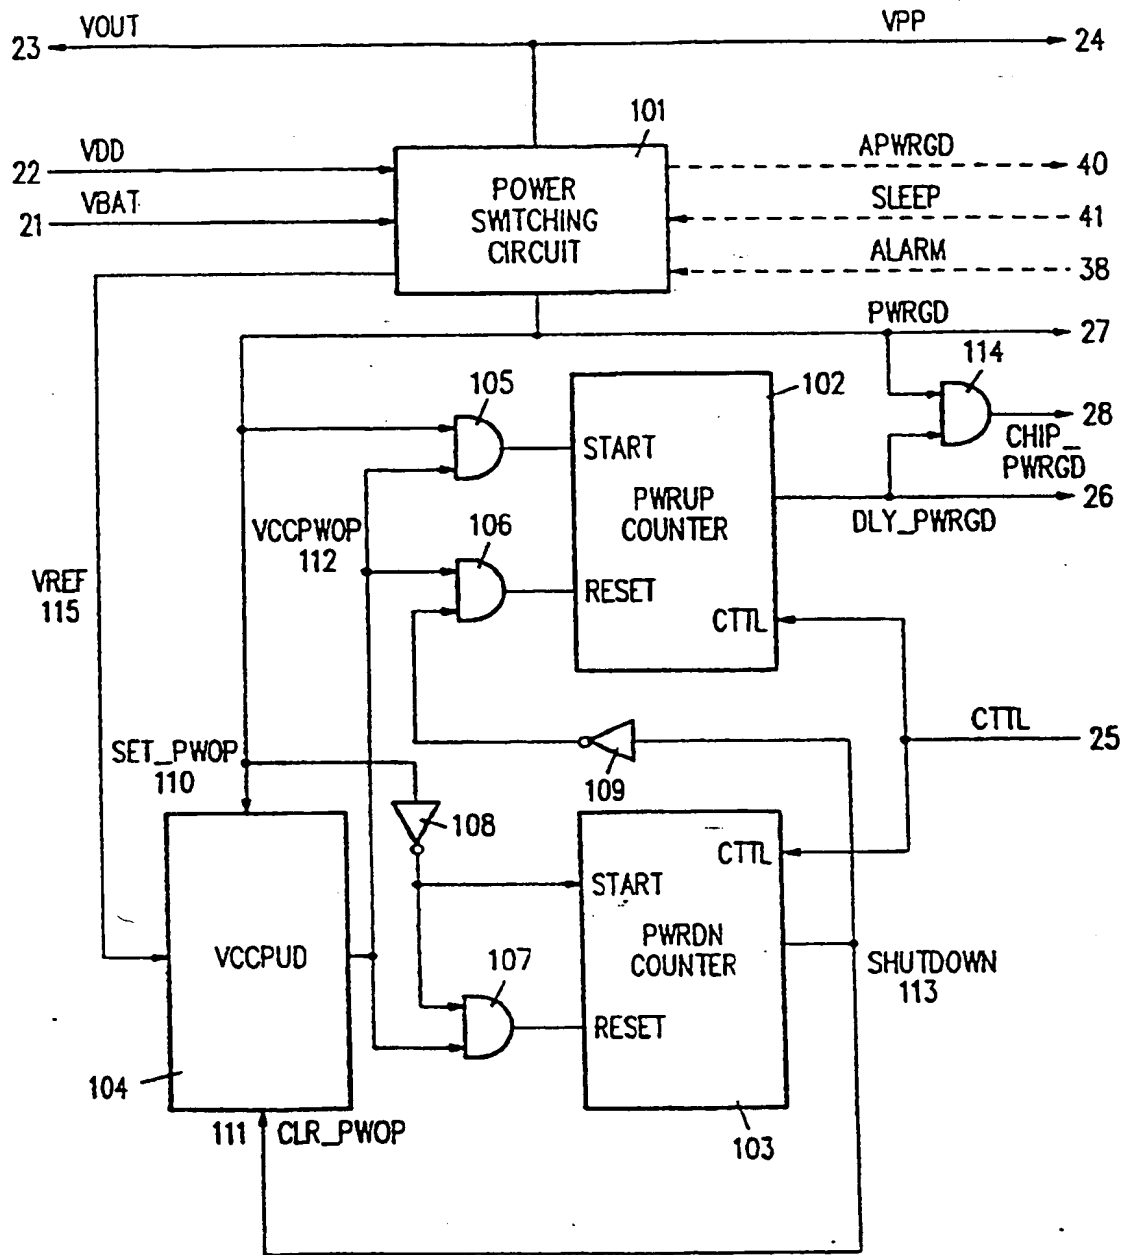 VOUT
23
VPP
24
101
VDD
22
VBAT
21
POWER
SWITCHING
CIRCUIT
APWRGD
40
SLEEP
41
ALARM
38
PWRGD
27
114
105
102
28
CHIP_
PWRGD
START
PWRUP
COUNTER
26
DLY_PWRGD
VCCPWOP
112
106
VREF
115
RESET
CTTL
CTTL
25
SET_PWOP
110
109
108
CTTL
START
VCCPUD
107
PWRDN
COUNTER
SHUTDOWN
113
RESET
104
111
CLR_PWOP
103